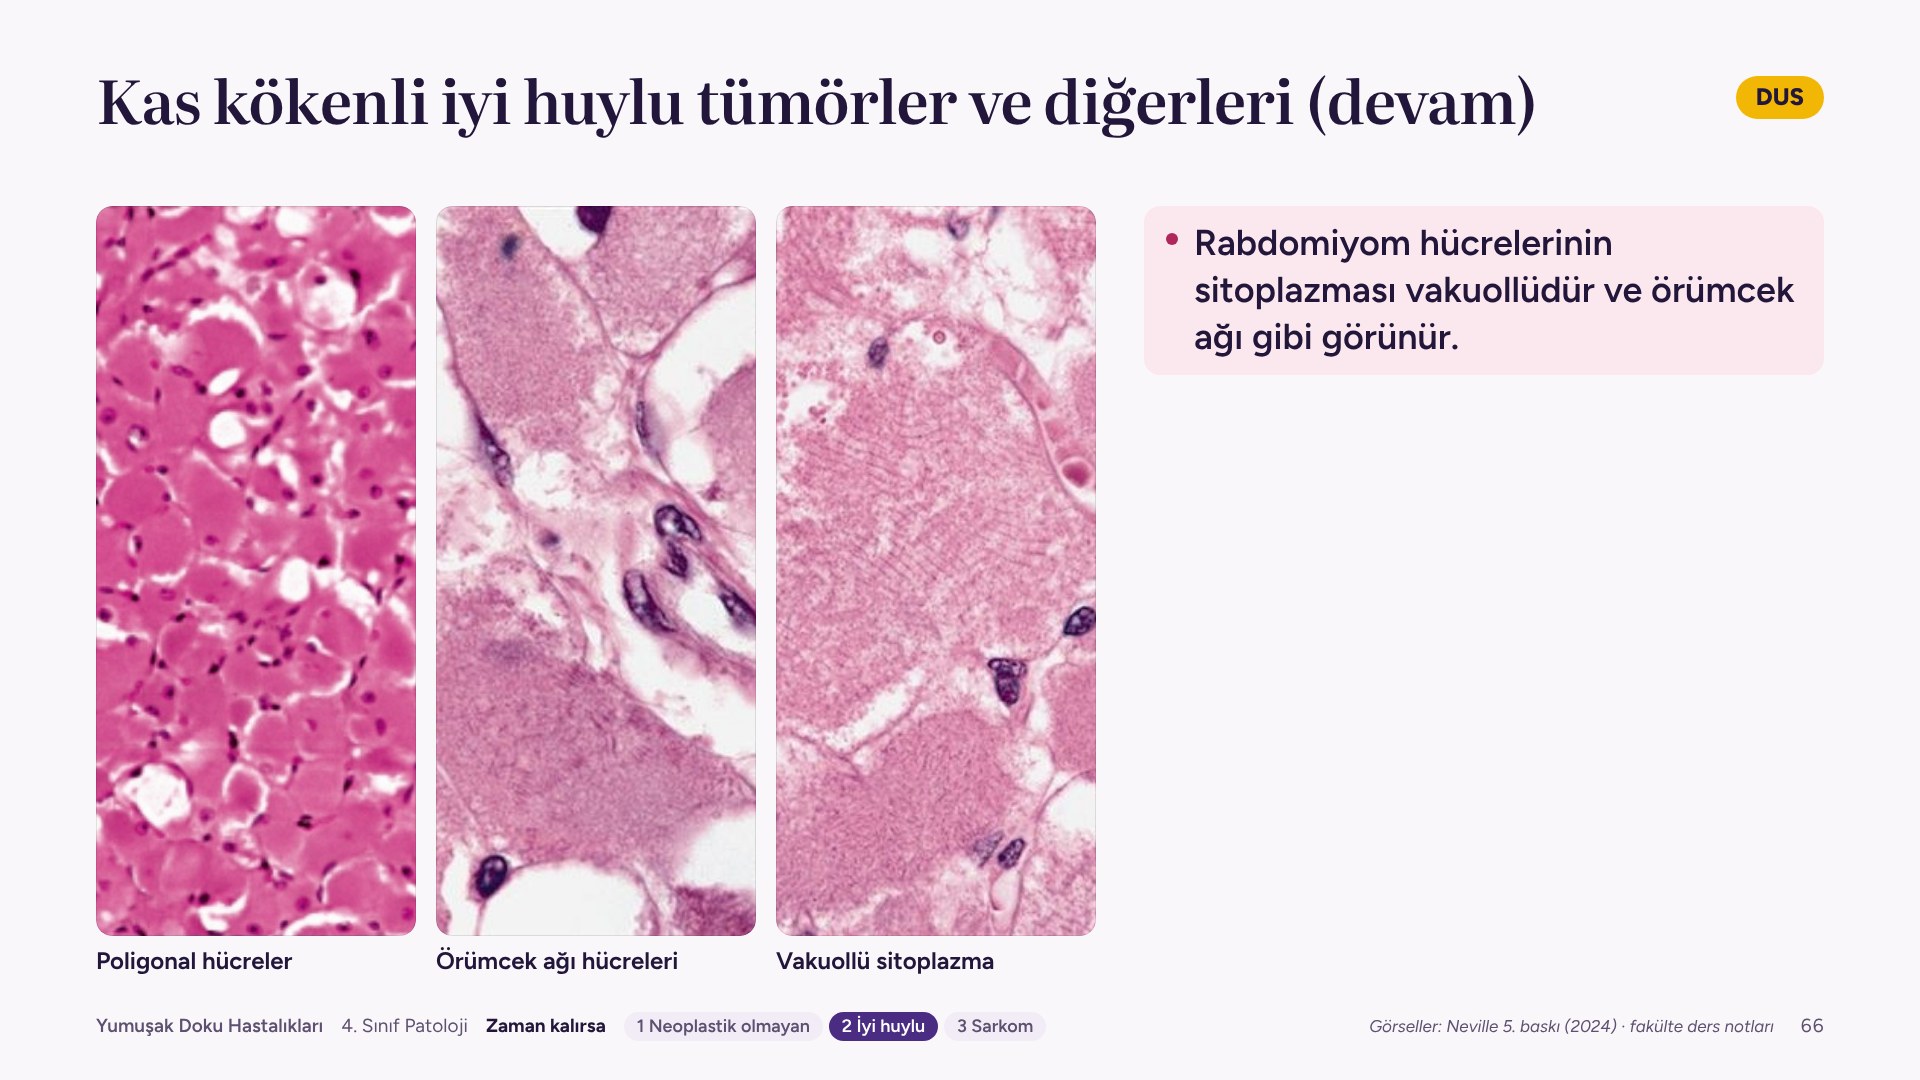 Kas kökenli iyi huylu tümörler ve diğerleri (devam)
DUS
Rabdomiyom hücrelerinin
sitoplazması vakuollüdür ve örümcek
ağı gibi görünür.
Poligonal hücreler
Örümcek ağı hücreleri
Vakuollü sitoplazma
Yumuşak Doku Hastalıkları 4. Sınıf Patoloji Zaman kalırsa 1 Neoplastik olmayan 2 İyi huylu 3 Sarkom
Görseller: Neville 5. baskı (2024) · fakülte ders notları 66